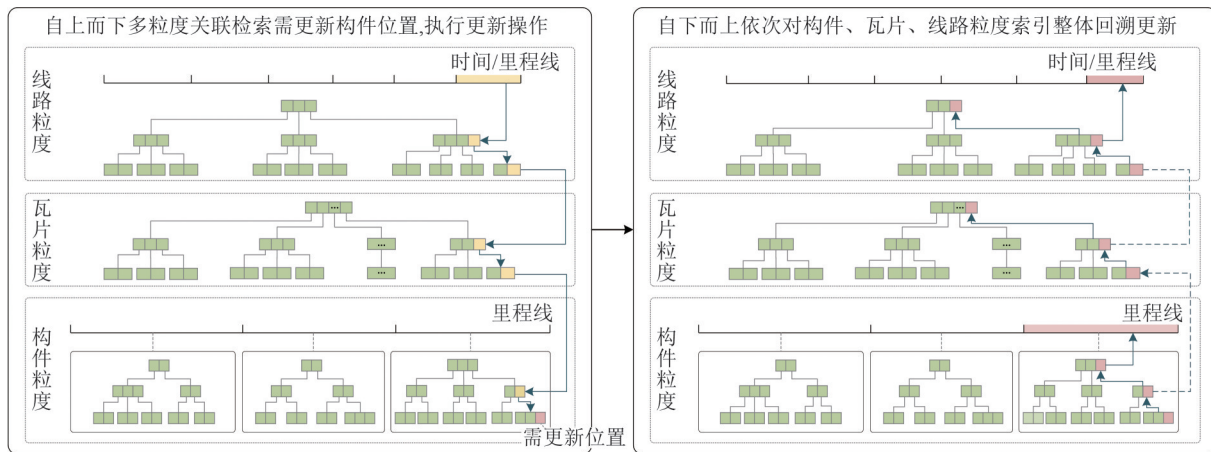 自上而下多粒度关联检索需更新构件位置,执行更新操作
线路粒度
时间/里程线
瓦片粒度
...
...
...
构件粒度
里程线
需更新位置
自下而上依次对构件、瓦片、线路粒度索引整体回溯更新
线路粒度
时间/里程线
瓦片粒度
...
...
...
构件粒度
里程线